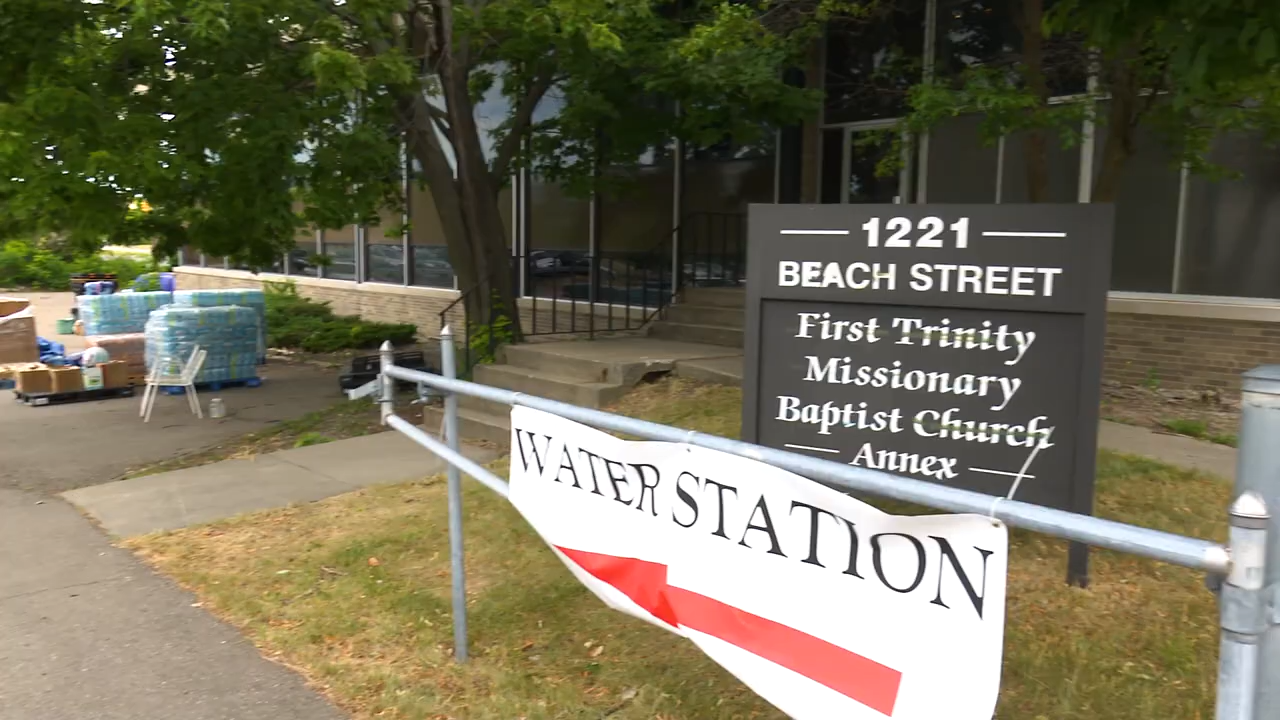 1221
BEACH STREET
First Trinity
Missionary
Baptist Church
Annex
WATER STATION